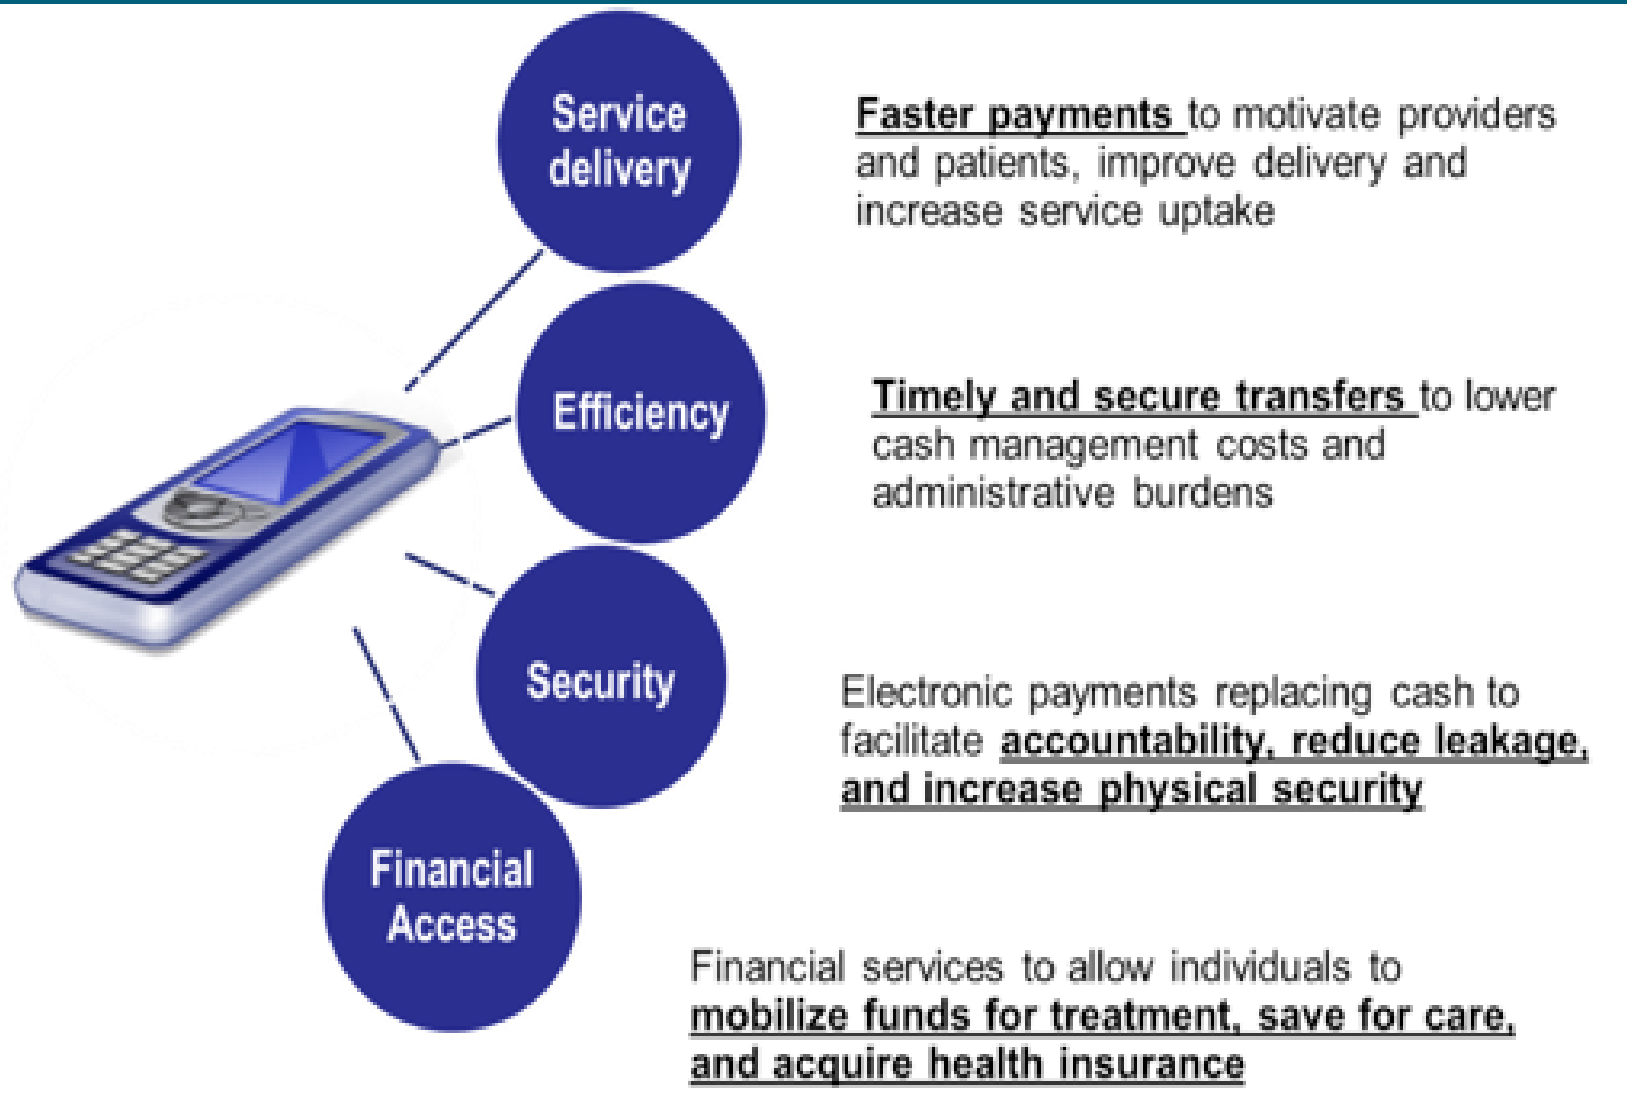 Service
delivery
Faster payments to motivate providers
and patients, improve delivery and
increase service uptake
Efficiency
Timely and secure transfers to lower
cash management costs and
administrative burdens
Security
Electronic payments replacing cash to
facilitate accountability, reduce leakage,
and increase physical security
Financial
Access
Financial services to allow individuals to
mobilize funds for treatment, save for care,
and acquire health insurance